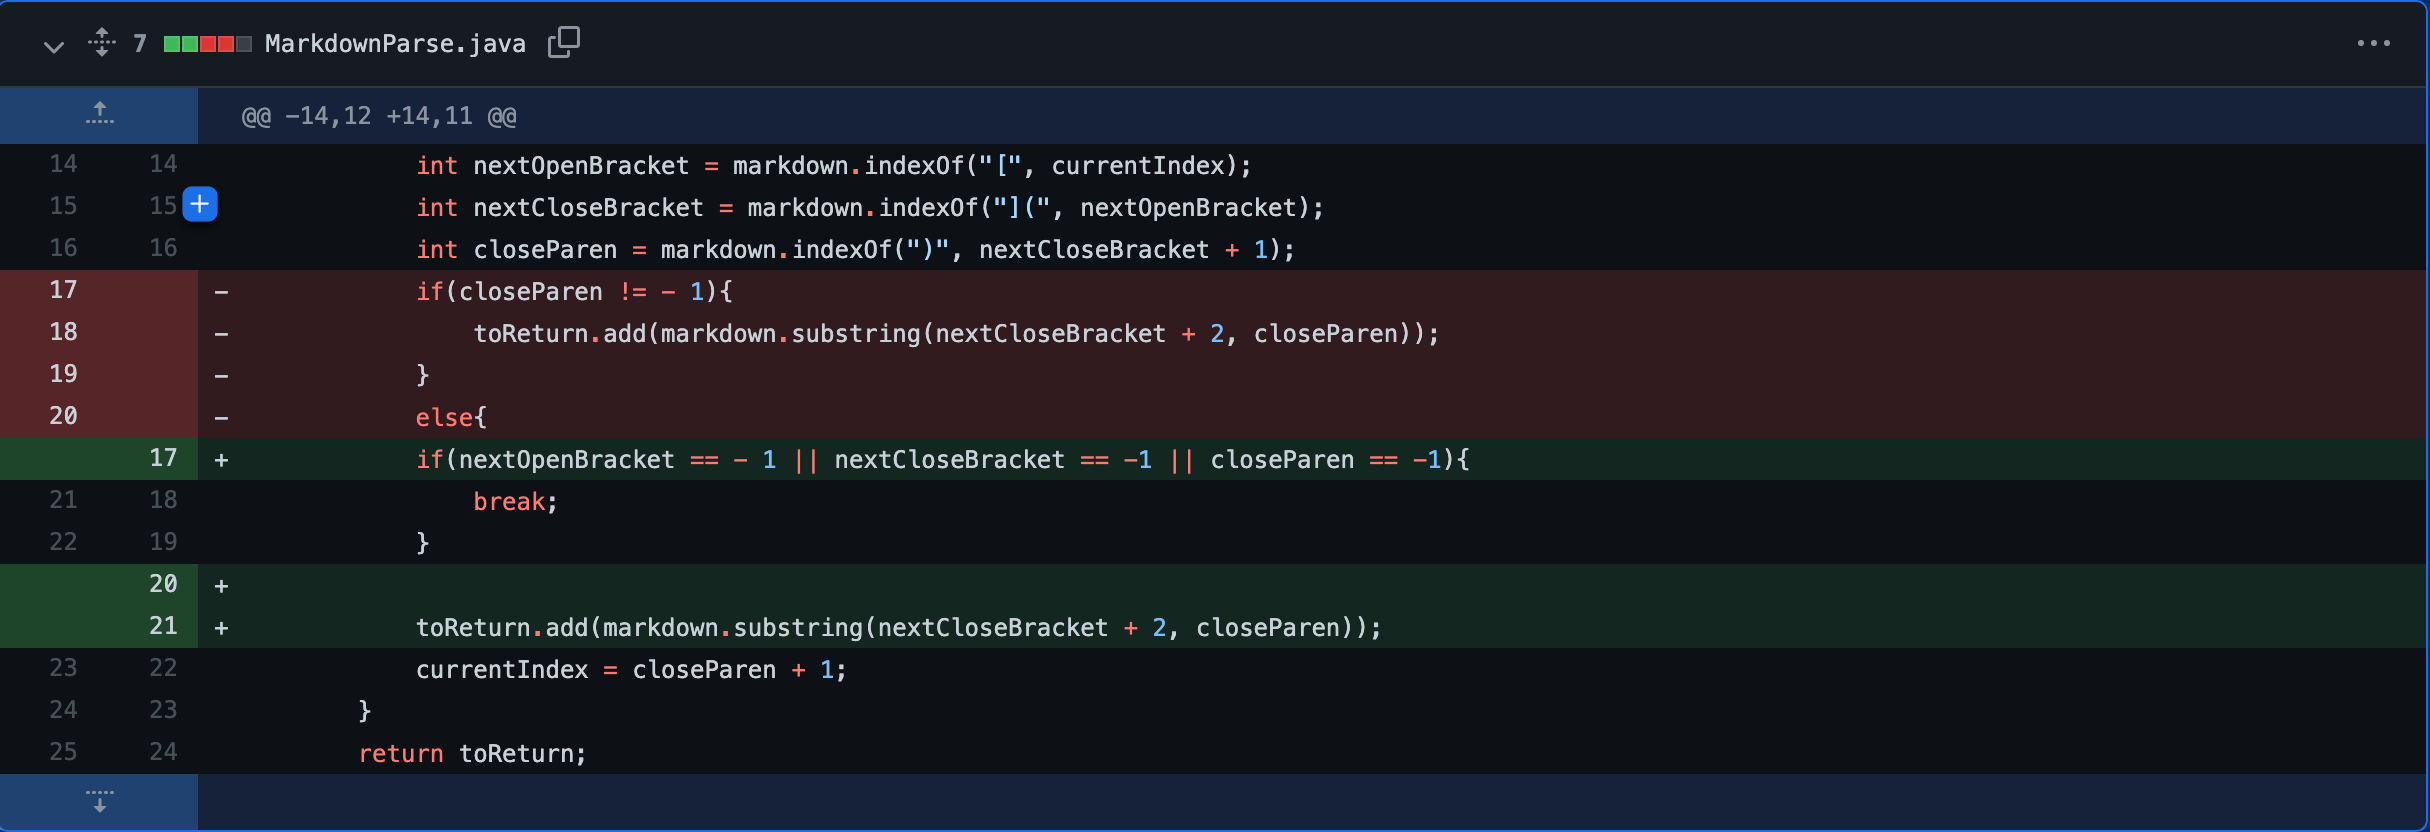 7 MarkdownParse.java
@@ -14,12 +14,11 @@
14 14 int nextOpenBracket = markdown.indexOf("[", currentIndex);
15 15 int nextCloseBracket = markdown.indexOf("](", nextOpenBracket);
16 16 int closeParen = markdown.indexOf(")", nextCloseBracket + 1);
17 - if(closeParen != - 1){
18 - toReturn.add(markdown.substring(nextCloseBracket + 2, closeParen));
19 - }
20 - else{
17 + if(nextOpenBracket == - 1 || nextCloseBracket == -1 || closeParen == -1){
21 18 break;
22 19 }
20 +
21 + toReturn.add(markdown.substring(nextCloseBracket + 2, closeParen));
23 22 currentIndex = closeParen + 1;
24 23 }
25 24 return toReturn;